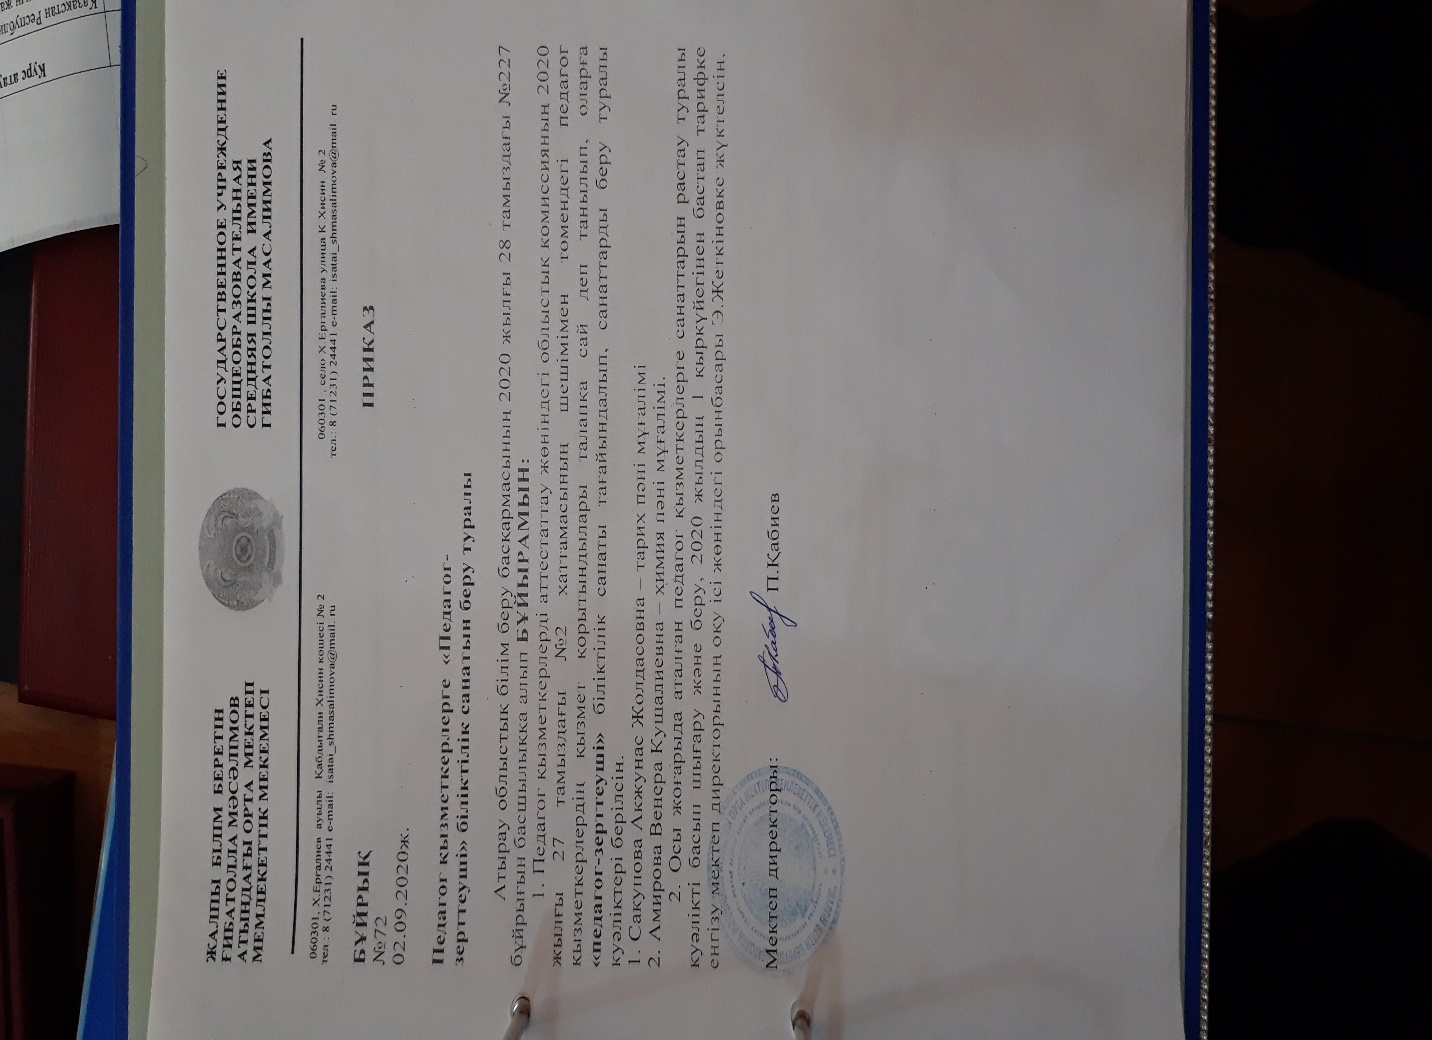 ЖАЛПЫ БІЛІМ БЕРЕТІН
ҒИБАТОЛЛА МӘСӘЛІМОВ
АТЫНДАҒЫ ОРТА МЕКТЕП
МЕМЛЕКЕТТІК МЕКЕМЕСІ
ГОСУДАРСТВЕННОЕ УЧРЕЖДЕНИЕ
ОБЩЕОБРАЗОВАТЕЛЬНАЯ
СРЕДНЯЯ ШКОЛА ИМЕНИ
ГИБАТОЛЛЫ МАСАЛИМОВА
060301, Х.Ергалиев ауылы Кабдығали Хисин көшесі № 2
тел.: 8 (71231) 24441 e-mail: isatai_shmasalimova@mail. ru
060301, село Х.Ергалиева улица К.Хисин № 2
тел.: 8 (71231) 24441 e-mail: isatai_shmasalimova@mail ru
БҰЙРЫҚ
ПРИКАЗ
№72
02.09.2020ж.
Педагог қызметкерлерге «Педагог-
зерттеуші» біліктілік санатын беру туралы
Атырау облыстық білім беру басқармасының 2020 жылғы 28 тамыздағы №227
бұйрығын басшылыққа алып БҰЙЫРАМЫН:
1. Педагог қызметкерлерді аттестаттау жөніндегі облыстық комиссиянын 2020
жылғы 27 тамыздағы №2 хаттамасының шешімімен төмендегі педагог
қызметкерлердің қызмет қорытындылары талапқа сай деп танылып, оларға
«педагог-зерттеуші» біліктілік санаты тағайындалып, санаттарды беру туралы
куәліктері берілсін.
1. Сакупова Акжунас Жолдасовна – тарих пәні мұғалімі
2. Амирова Венера Кушалиевна – химия пәні мұғалімі.
2. Осы жоғарыда аталған педагог қызметкерлерге санаттарын растау туралы
куәлікті басып шығару және беру, 2020 жылдың 1 қыркүйегінен бастап тарифке
енгізу мектеп директорының оқу ісі жөніндегі орынбасары Э.Жеткіновке жүктелсін.
Мектеп директоры: П.Қабиев
Курс атау
Қазақстан Республи